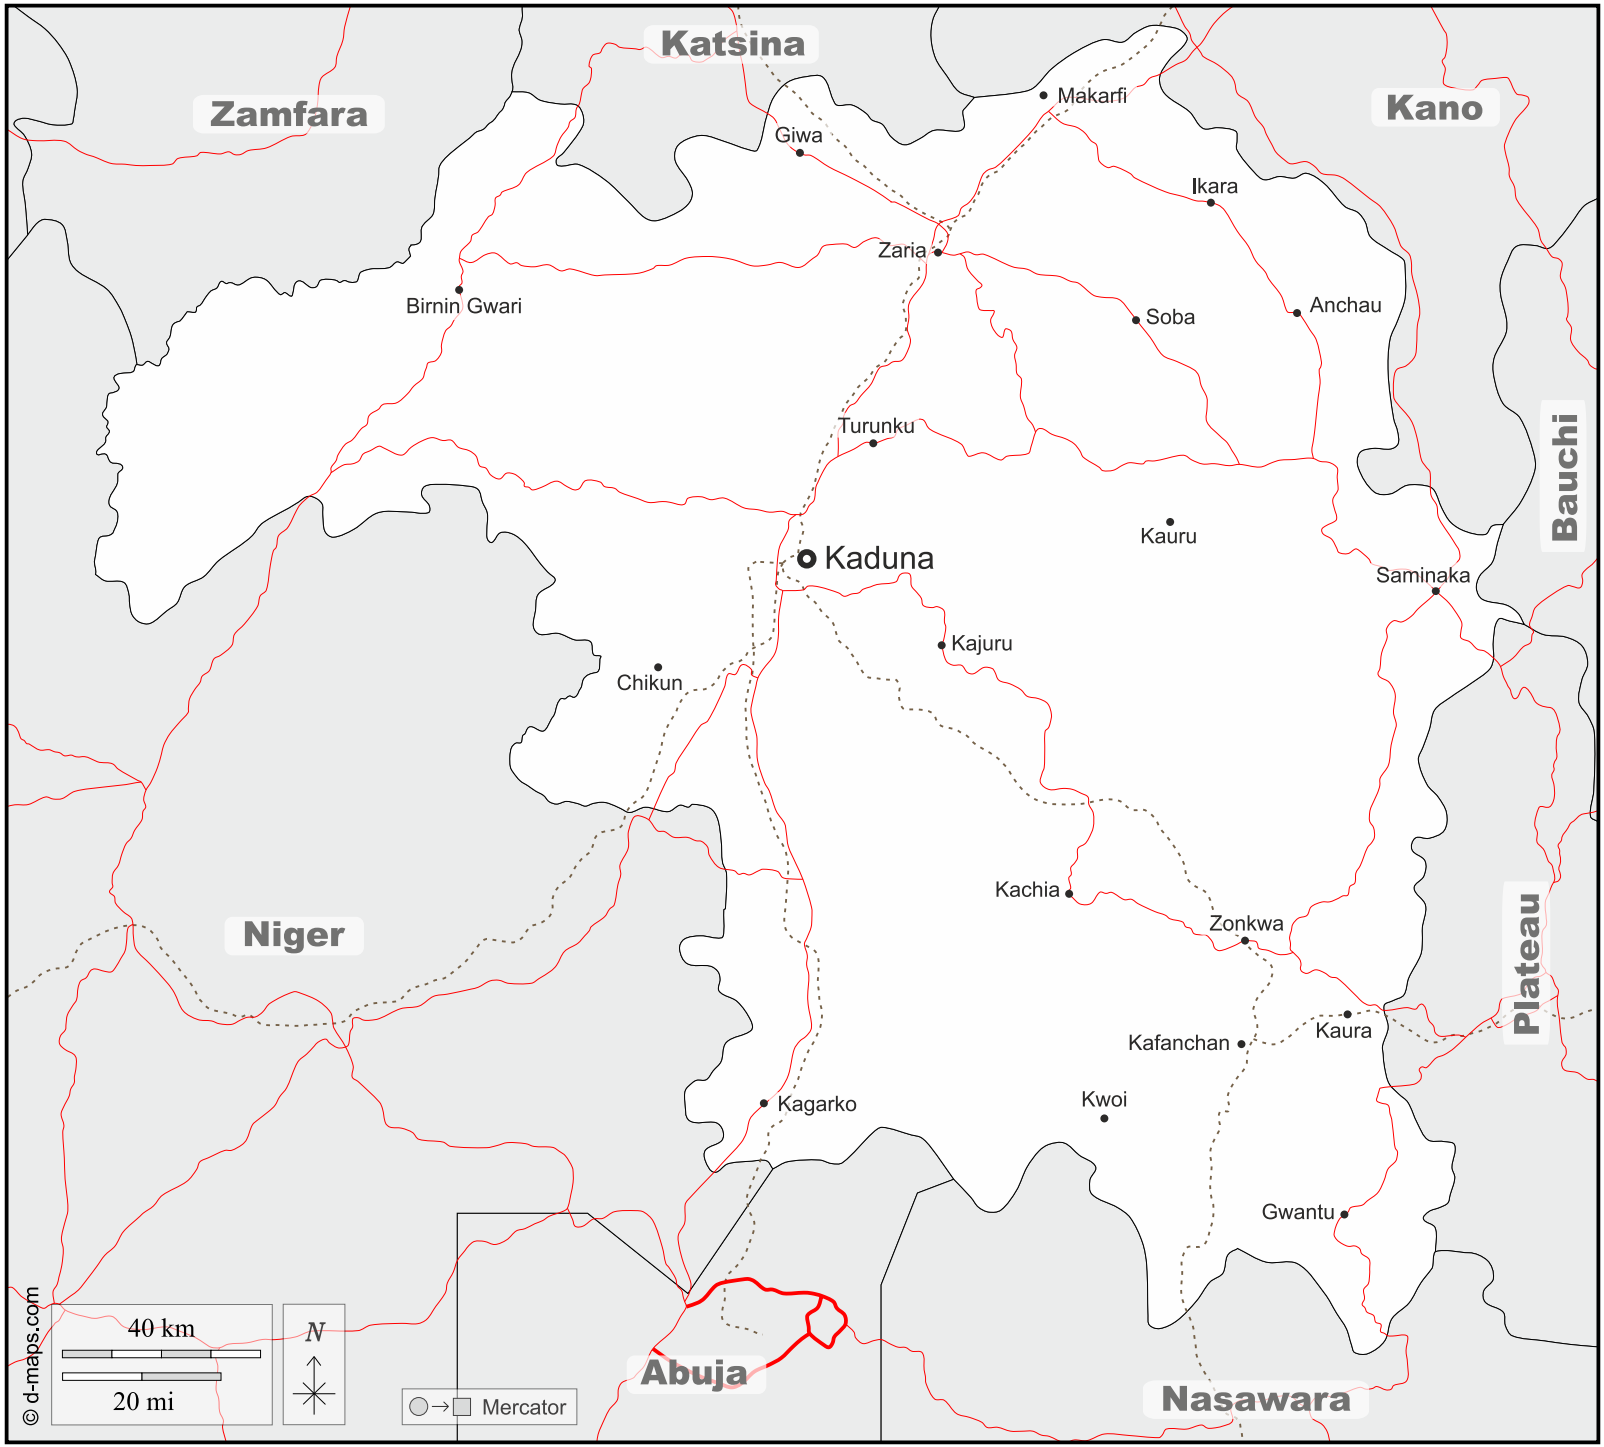 Katsina
Zamfara
Kano
Makarfi
Giwa
Ikara
Zaria
Birnin Gwari
Anchau
Soba
Turunku
Bauchi
Kauru
Kaduna
Saminaka
Kajuru
Chikun
Kachia
Zonkwa
Niger
Plateau
Kaura
Kafanchan
Kwoi
Kagarko
Gwantu
© d-maps.com
40 km
20 mi
N
Mercator
Abuja
Nasawara